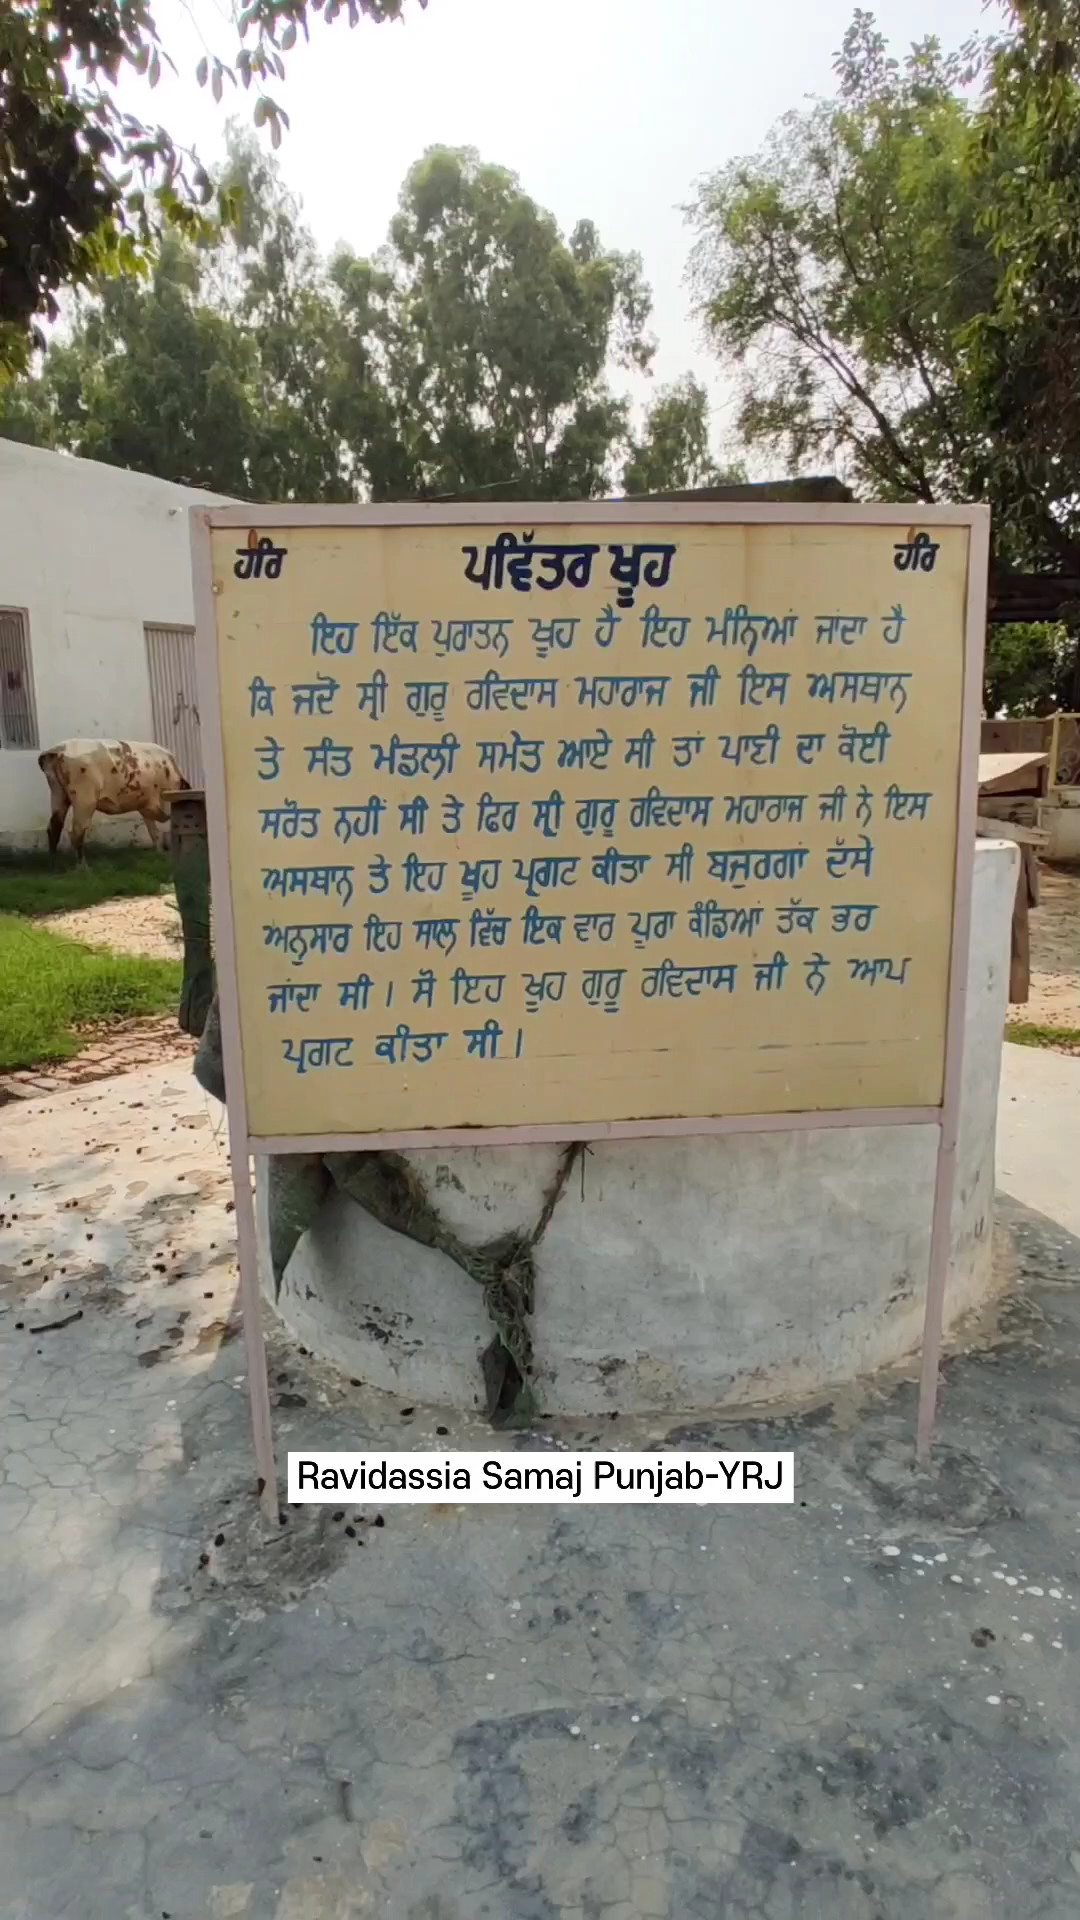 ਹਰਿ ਪਵਿੱਤਰ ਖੂਹ ਹਰਿ
ਇਹ ਇੱਕ ਪੁਰਾਤਨ ਖੂਹ ਹੈ ਇਹ ਮੰਨ੍ਹਿਆਂ ਜਾਂਦਾ ਹੈ
ਕਿ ਜਦੋ ਸ੍ਰੀ ਗੁਰੂ ਰਵਿਦਾਸ ਮਹਾਰਾਜ ਜੀ ਇਸ ਅਸਥਾਨ
ਤੇ ਸੰਤ ਮੰਡਲੀ ਸਮੇਤ ਆਏ ਸੀ ਤਾਂ ਪਾਣੀ ਦਾ ਕੋਈ
ਸਰੋਤ ਨਹੀਂ ਸੀ ਤੇ ਫਿਰ ਸ੍ਰੀ ਗੁਰੂ ਰਵਿਦਾਸ ਮਹਾਰਾਜ ਜੀ ਨੇ ਇਸ
ਅਸਥਾਨ ਤੇ ਇਹ ਖੂਹ ਪ੍ਰਗਟ ਕੀਤਾ ਸੀ ਬਜੁਰਗਾਂ ਦੱਸੇ
ਅਨੁਸਾਰ ਇਹ ਸਾਲ ਵਿੱਚ ਇਕ ਵਾਰ ਪੂਰਾ ਕੰਡਿਆਂ ਤੱਕ ਭਰ
ਜਾਂਦਾ ਸੀ। ਸੋ ਇਹ ਖੂਹ ਗੁਰੂ ਰਵਿਦਾਸ ਜੀ ਨੇ ਆਪ
ਪ੍ਰਗਟ ਕੀਤਾ ਸੀ।
Ravidassia Samaj Punjab-YRJ